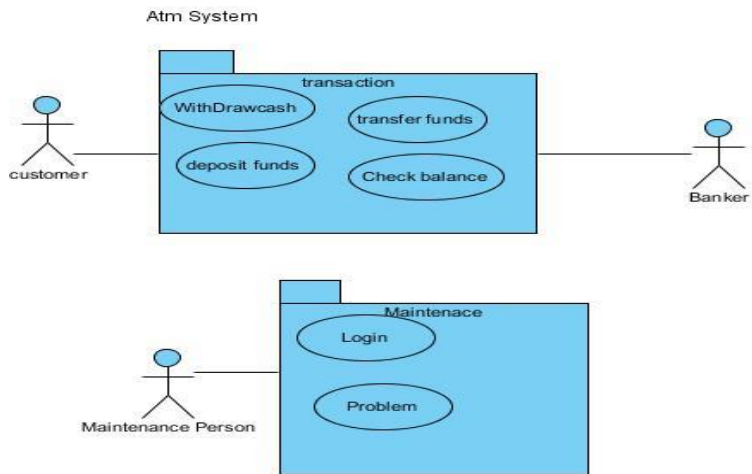 Atm System
transaction
WithDrawcash
transfer funds
deposit funds
Check balance
customer
Banker
Maintenace
Login
Problem
Maintenance Person